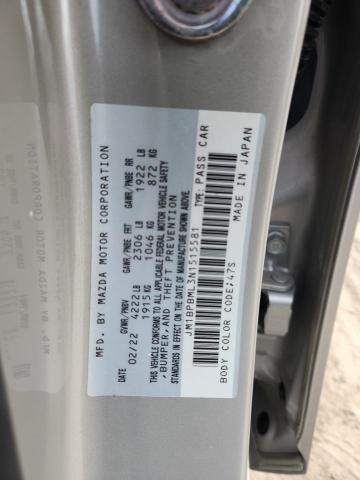 MFD. BY MAZDA MOTOR CORPORATION
GVWR/PNBV GAWR/PNBE FRT GAWR/PNBE RR
02/22 4222 LB 2306 LB 1922 LB
1915 KG 1046 KG 872 KG
THIS VEHICLE CONFORMS TO ALL APPLICABLE FEDERAL MOTOR VEHICLE SAFETY
, BUMPER, AND THEFT PREVENTION
STANDARDS IN EFFECT ON THE DATE OF MANUFACTURE SHOWN ABOVE.
JM1BPBML3N1515581 TYPE: PASS CAR
BODY COLOR CODE:47S MADE IN JAPAN